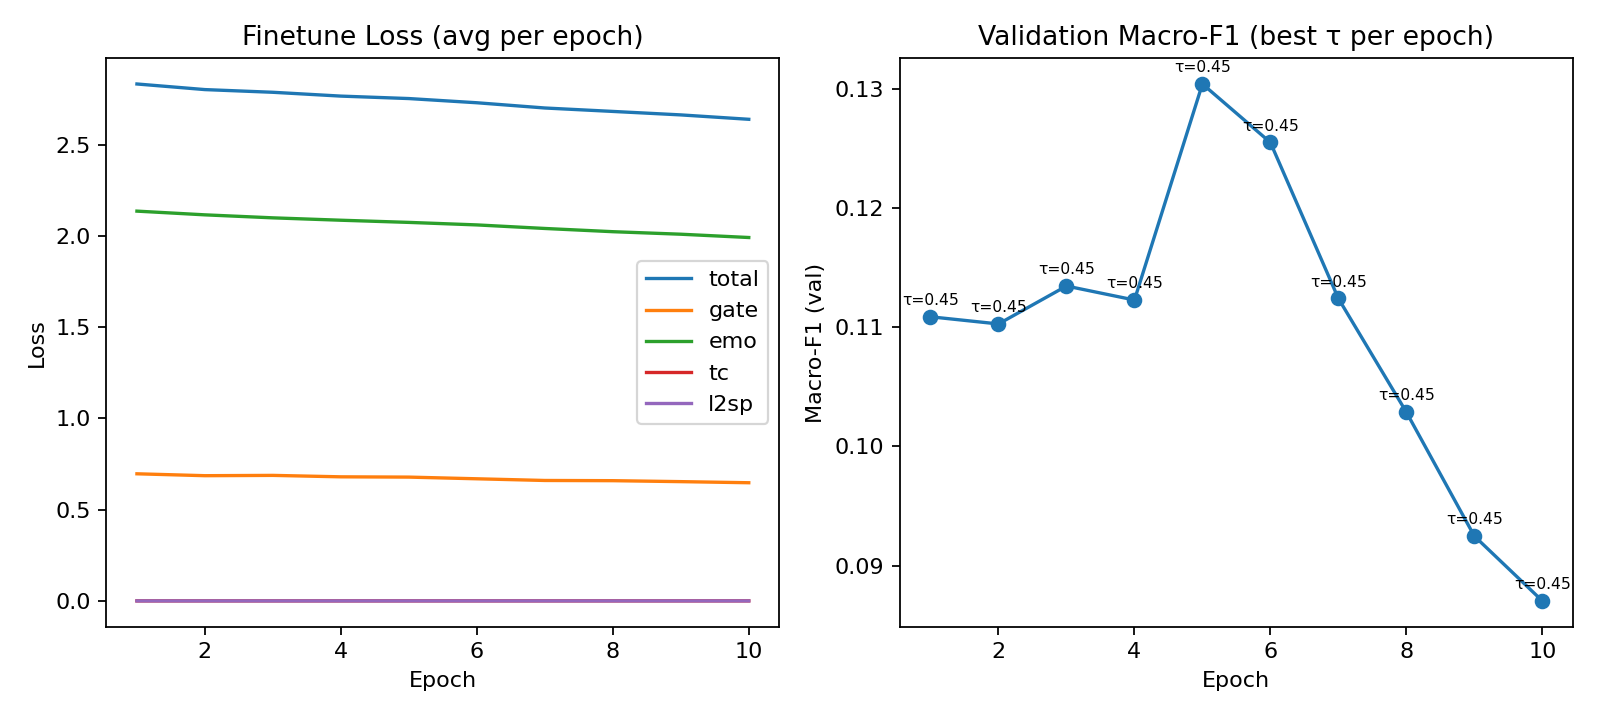 Finetune Loss (avg per epoch)
Loss
2.5
2.0
1.5
1.0
0.5
0.0
2
4
6
8
10
Epoch
total
gate
emo
tc
l2sp
Validation Macro-F1 (best τ per epoch)
Macro-F1 (val)
0.13
0.12
0.11
0.10
0.09
2
4
6
8
10
Epoch
τ=0.45
τ=0.45
τ=0.45
τ=0.45
τ=0.45
τ=0.45
τ=0.45
τ=0.45
τ=0.45
τ=0.45